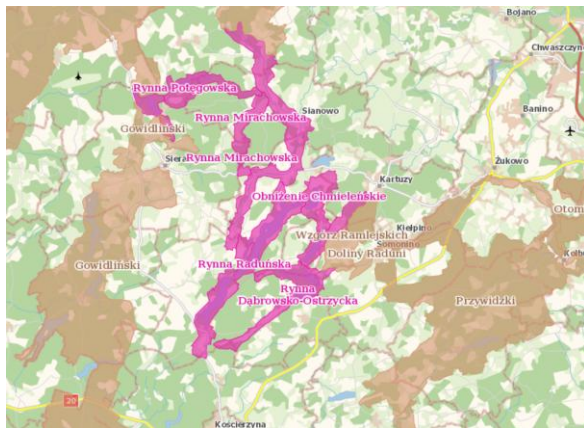 Bojano
Chwaszczyno
Rynna Potęgowska
Banino
Rynna Mirachowska
Sianowo
Gowidliński
Rynna Mirachowska
Żukowo
Kartuzy
Obniżenie Chmieleńskie
Kiełpino
Wzgórz Ramlejskich
Somonino
Doliny Raduni
Gowidliński
Rynna Raduńska
Rynna
Dąbrowsko-Ostrzycka
Przywidzki
20
Kościerzyna